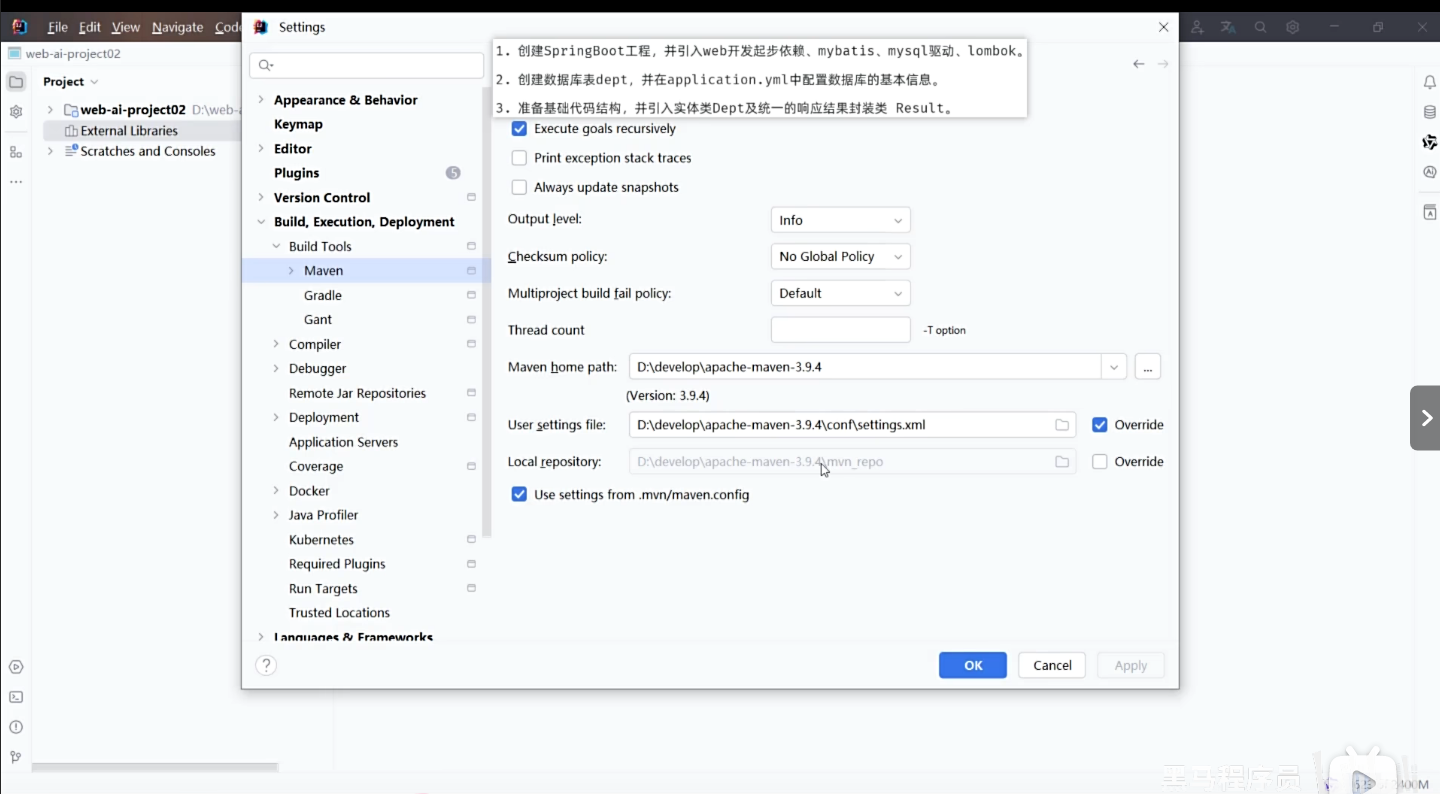 File Edit View Navigate
web-ai-project02
Project
web-ai-project02 D:\web-
External Libraries
Scratches and Consoles
Settings
1. 创建SpringBoot工程，并引入web开发起步依赖、mybatis、mysql驱动、lombok。
2. 创建数据库表dept，并在application.yml中配置数据库的基本信息。
3. 准备基础代码结构，并引入实体类Dept及统一的响应结果封装类 Result。
Appearance & Behavior
Keymap
Editor
Plugins 5
Version Control
Build, Execution, Deployment
Build Tools
Maven
Gradle
Gant
Compiler
Debugger
Remote Jar Repositories
Deployment
Application Servers
Coverage
Docker
Java Profiler
Kubernetes
Required Plugins
Run Targets
Trusted Locations
Languages & Frameworks
Execute goals recursively
Print exception stack traces
Always update snapshots
Output level: Info
Checksum policy: No Global Policy
Multiproject build fail policy: Default
Thread count -T option
Maven home path: D:\develop\apache-maven-3.9.4 ...
(Version: 3.9.4)
User settings file: D:\develop\apache-maven-3.9.4\conf\settings.xml Override
Local repository: D:\develop\apache-maven-3.9.4\mvn_repo Override
Use settings from .mvn/maven.config
? OK Cancel Apply
黑马程序员